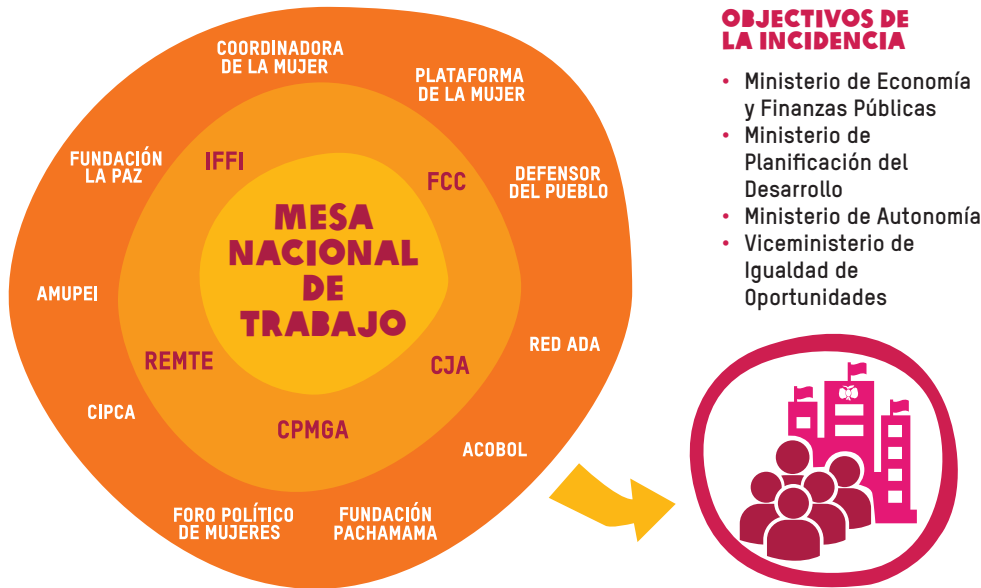 COORDINADORA
DE LA MUJER
PLATAFORMA
DE LA MUJER
FUNDACIÓN
LA PAZ
IFFI
FCC
DEFENSOR
DEL PUEBLO
MESA
NACIONAL
DE
TRABAJO
AMUPEI
REMTE
CJA
RED ADA
CIPCA
CPMGA
ACOBOL
FORO POLÍTICO
DE MUJERES
FUNDACIÓN
PACHAMAMA
OBJECTIVOS DE
LA INCIDENCIA
• Ministerio de Economía
y Finanzas Públicas
• Ministerio de
Planificación del
Desarrollo
• Ministerio de Autonomía
• Viceministerio de
Igualdad de
Oportunidades